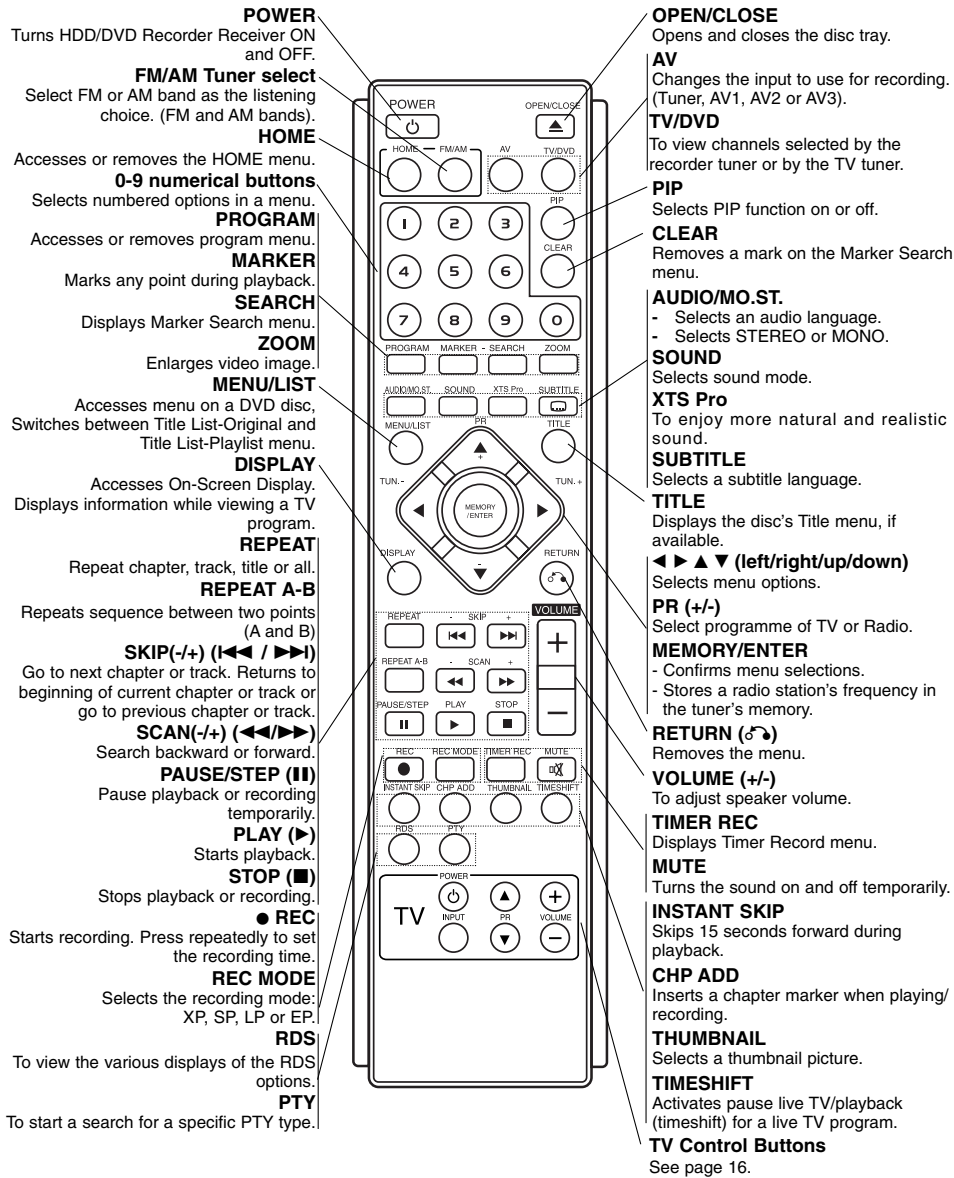 POWER
Turns HDD/DVD Recorder Receiver ON
and OFF.
FM/AM Tuner select
Select FM or AM band as the listening
choice. (FM and AM bands).
HOME
Accesses or removes the HOME menu.
0-9 numerical buttons
Selects numbered options in a menu.
PROGRAM
Accesses or removes program menu.
MARKER
Marks any point during playback.
SEARCH
Displays Marker Search menu.
ZOOM
Enlarges video image.
MENU/LIST
Accesses menu on a DVD disc,
Switches between Title List-Original and
Title List-Playlist menu.
DISPLAY
Accesses On-Screen Display.
Displays information while viewing a TV
program.
REPEAT
Repeat chapter, track, title or all.
REPEAT A-B
Repeats sequence between two points
(A and B)
SKIP(-/+) (⏮ / ⏭)
Go to next chapter or track. Returns to
beginning of current chapter or track or
go to previous chapter or track.
SCAN(-/+) (◀◀/▶▶)
Search backward or forward.
PAUSE/STEP (II)
Pause playback or recording
temporarily.
PLAY (▶)
Starts playback.
STOP (■)
Stops playback or recording.
● REC
Starts recording. Press repeatedly to set
the recording time.
REC MODE
Selects the recording mode:
XP, SP, LP or EP.
RDS
To view the various displays of the RDS
options.
PTY
To start a search for a specific PTY type.
POWER OPEN/CLOSE
HOME FM/AM AV TV/DVD
PIP
1 2 3
CLEAR
4 5 6
7 8 9 0
PROGRAM MARKER - SEARCH ZOOM
AUDIO/MO.ST. SOUND XTS Pro SUBTITLE
MENU/LIST PR TITLE
+
TUN. - TUN. +
MEMORY
/ENTER
DISPLAY - RETURN
REPEAT - SKIP + VOLUME
+
REPEAT A-B - SCAN +
PAUSE/STEP PLAY STOP
−
REC REC MODE TIMER REC MUTE
INSTANT SKIP CHP ADD THUMBNAIL TIMESHIFT
RDS PTY
POWER
TV +
INPUT PR VOLUME
−
OPEN/CLOSE
Opens and closes the disc tray.
AV
Changes the input to use for recording.
(Tuner, AV1, AV2 or AV3).
TV/DVD
To view channels selected by the
recorder tuner or by the TV tuner.
PIP
Selects PIP function on or off.
CLEAR
Removes a mark on the Marker Search
menu.
AUDIO/MO.ST.
- Selects an audio language.
- Selects STEREO or MONO.
SOUND
Selects sound mode.
XTS Pro
To enjoy more natural and realistic
sound.
SUBTITLE
Selects a subtitle language.
TITLE
Displays the disc's Title menu, if
available.
◀ ▶ ▲ ▼ (left/right/up/down)
Selects menu options.
PR (+/-)
Select programme of TV or Radio.
MEMORY/ENTER
- Confirms menu selections.
- Stores a radio station's frequency in
the tuner's memory.
RETURN ()
Removes the menu.
VOLUME (+/-)
To adjust speaker volume.
TIMER REC
Displays Timer Record menu.
MUTE
Turns the sound on and off temporarily.
INSTANT SKIP
Skips 15 seconds forward during
playback.
CHP ADD
Inserts a chapter marker when playing/
recording.
THUMBNAIL
Selects a thumbnail picture.
TIMESHIFT
Activates pause live TV/playback
(timeshift) for a live TV program.
TV Control Buttons
See page 16.